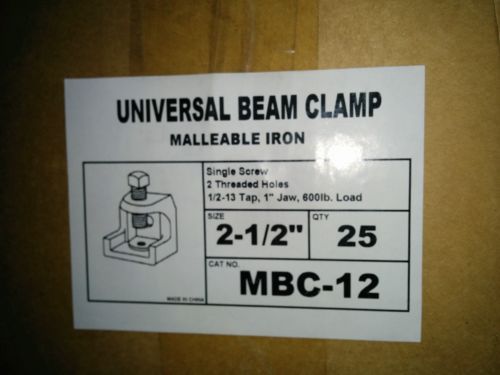 UNIVERSAL BEAM CLAMP
MALLEABLE IRON
Single Screw
2 Threaded Holes
1/2-13 Tap, 1" Jaw, 600lb. Load
SIZE
2-1/2"
QTY
25
CAT NO.
MBC-12
MADE IN CHINA